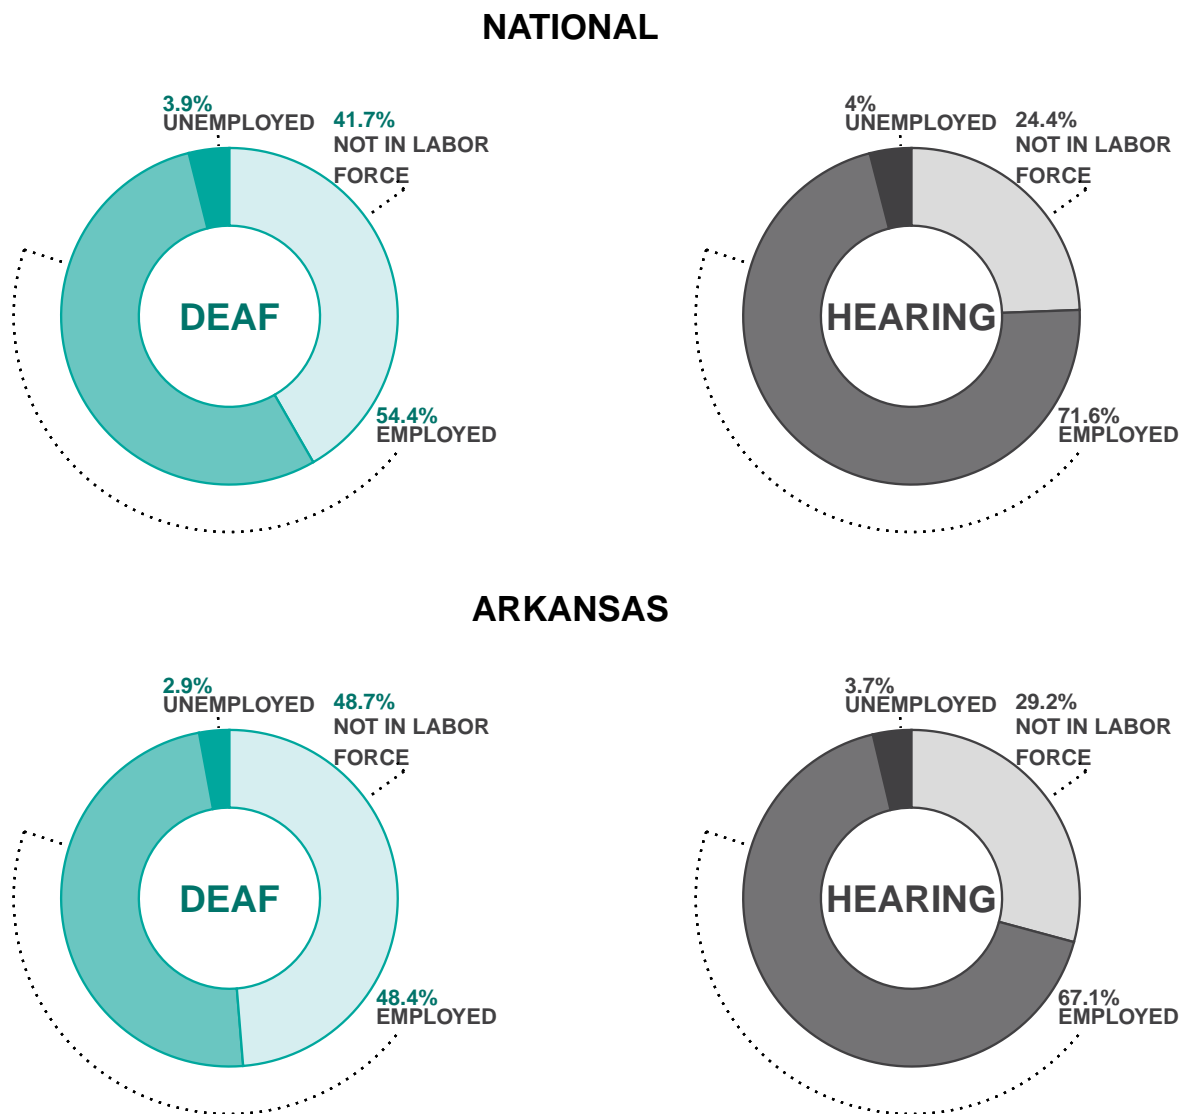 NATIONAL
3.9%
UNEMPLOYED
41.7%
NOT IN LABOR
FORCE
DEAF
54.4%
EMPLOYED
4%
UNEMPLOYED
24.4%
NOT IN LABOR
FORCE
HEARING
71.6%
EMPLOYED
ARKANSAS
2.9%
UNEMPLOYED
48.7%
NOT IN LABOR
FORCE
DEAF
48.4%
EMPLOYED
3.7%
UNEMPLOYED
29.2%
NOT IN LABOR
FORCE
HEARING
67.1%
EMPLOYED